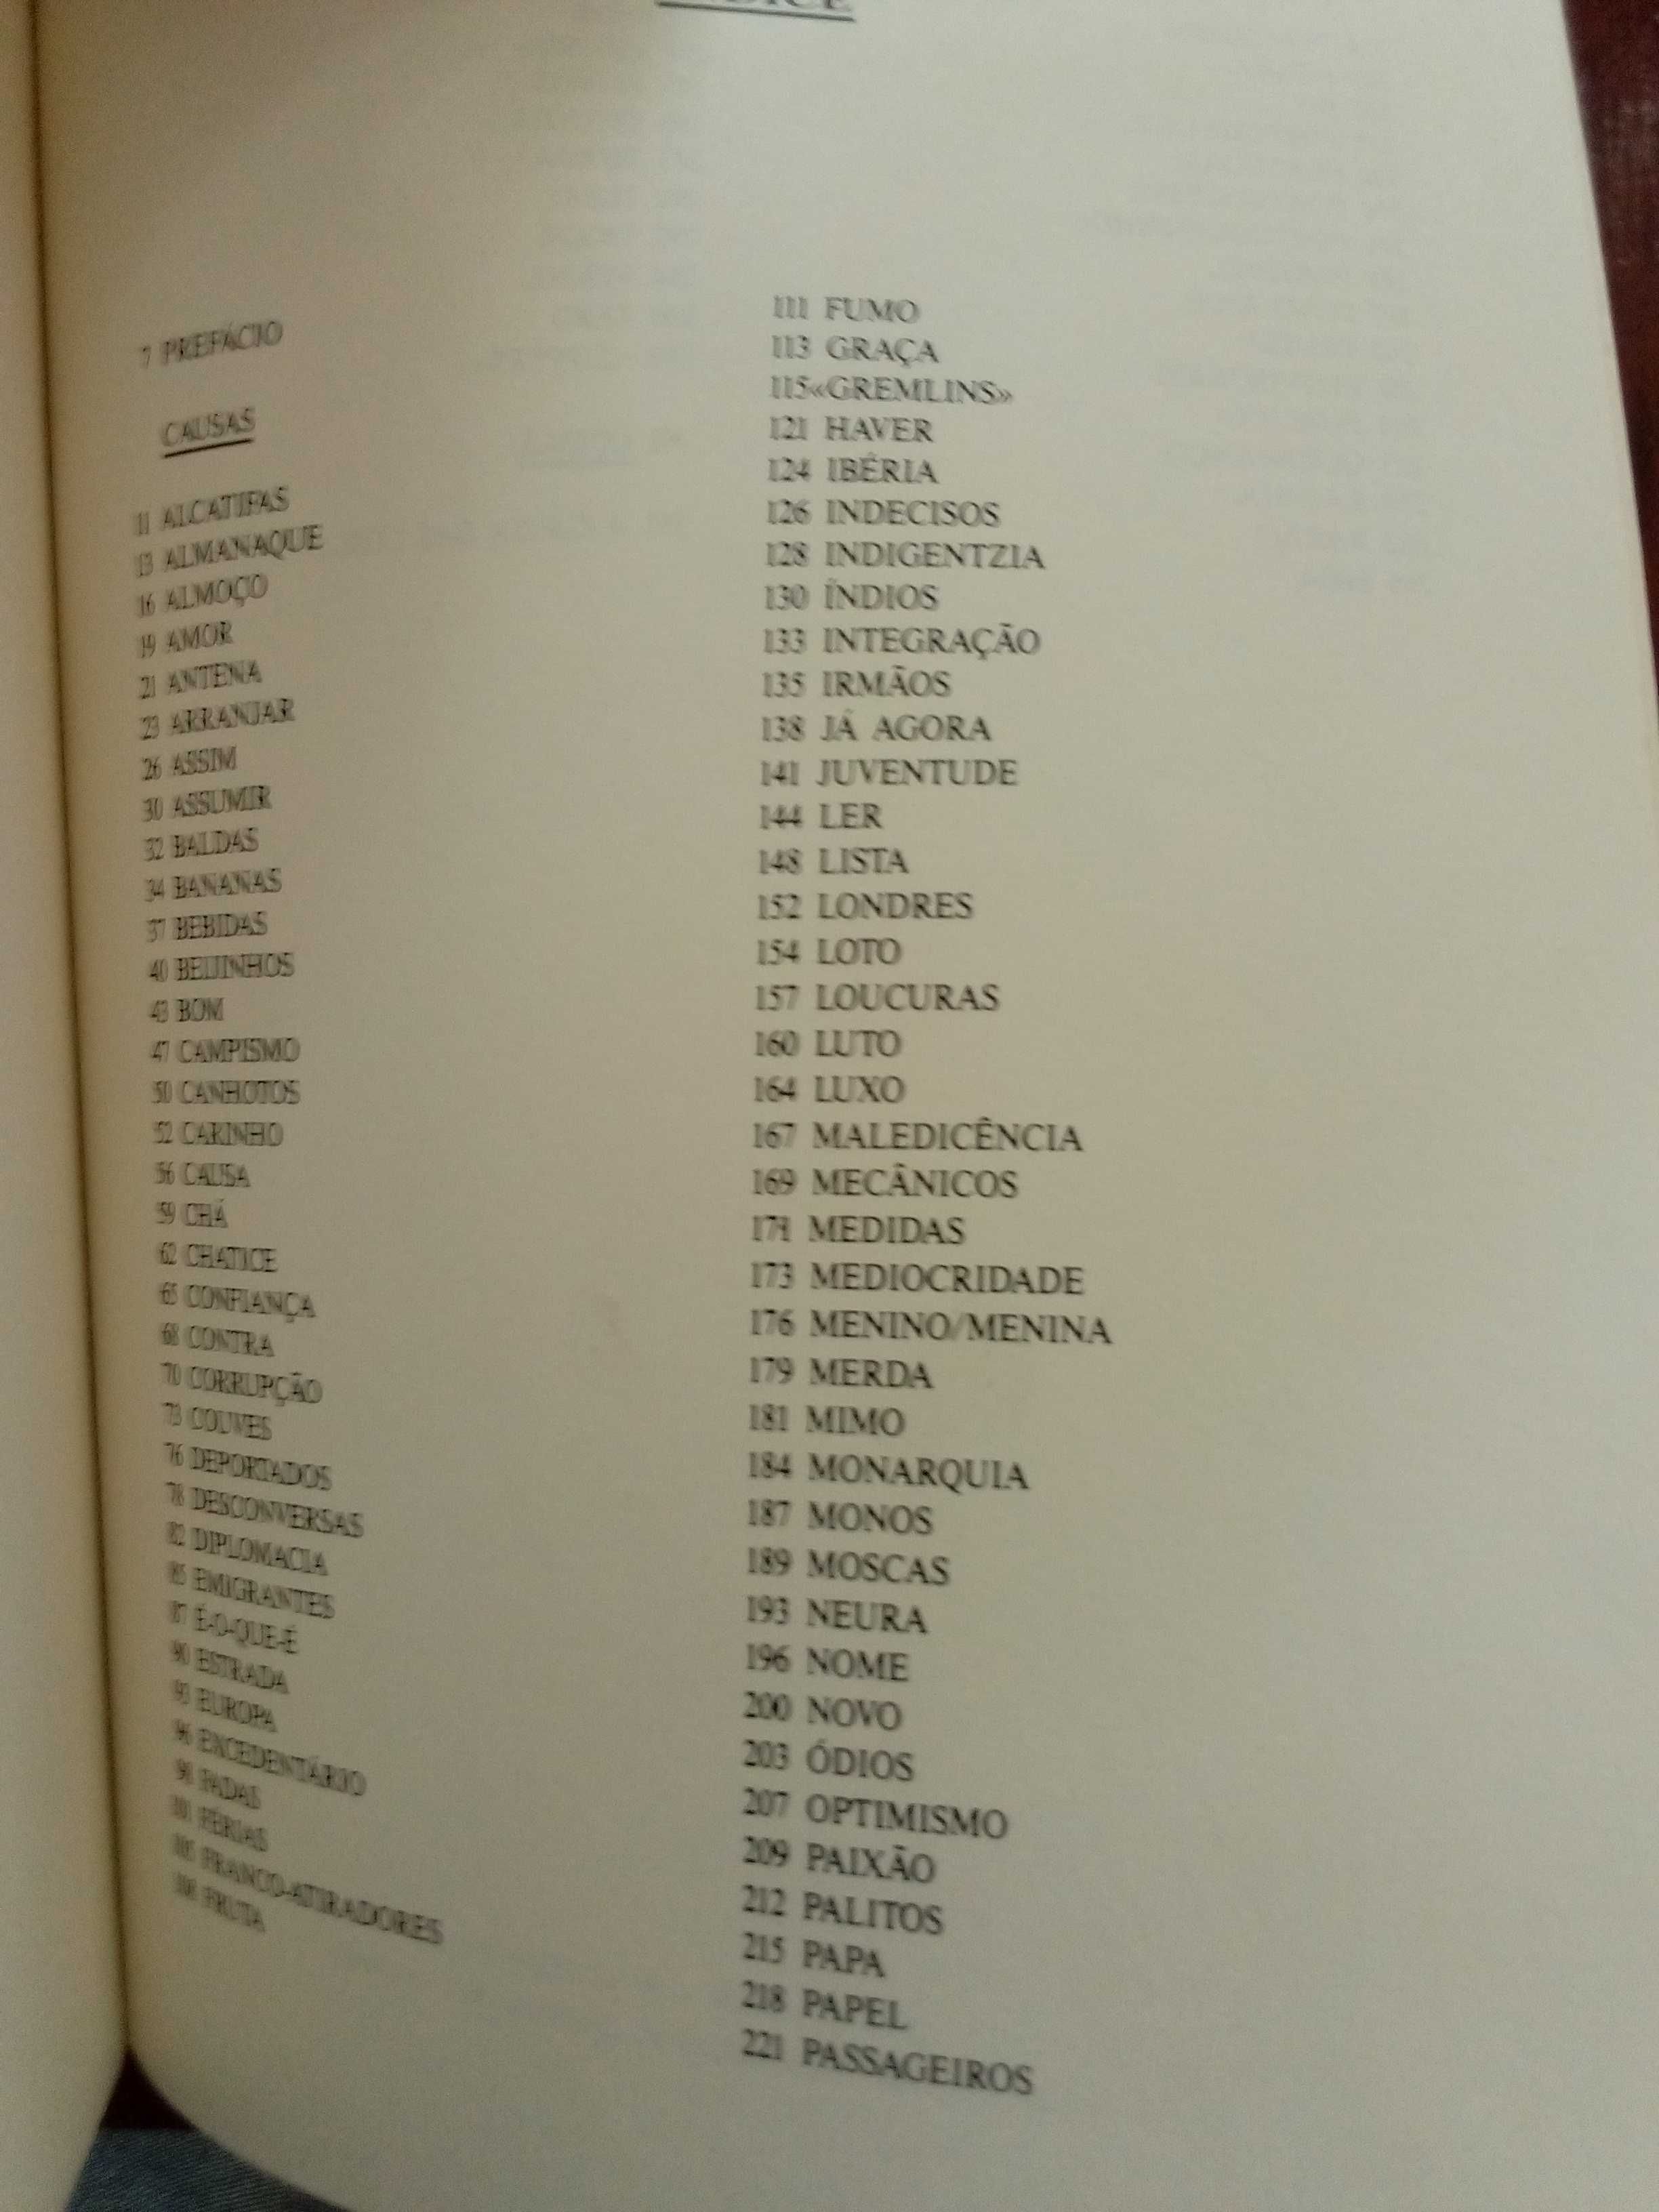 7 PREFÁCIO
CAUSAS
11 ALCATIFAS
13 ALMANAQUE
16 ALMOÇO
19 AMOR
21 ANTENA
23 ARRANJAR
26 ASSIM
30 ASSUMIR
32 BALDAS
34 BANANAS
37 BEBIDAS
40 BEIJINHOS
43 BOM
47 CAMPISMO
50 CANHOTOS
52 CARINHO
56 CAUSA
59 CHÁ
62 CHATICE
65 CONFIANÇA
68 CONTRA
70 CORRUPÇÃO
73 COUVES
76 DEPORTADOS
78 DESCONVERSAS
82 DIPLOMACIA
85 EMIGRANTES
87 É-O-QUE-É
90 ESTRADA
93 EUROPA
96 EXCEDENTÁRIO
98 FADAS
101 FÉRIAS
FRANCO-ATIRADORES
108 FRUTA
111 FUMO
113 GRAÇA
115«GREMLINS»
121 HAVER
124 IBÉRIA
126 INDECISOS
128 INDIGENTZIA
130 ÍNDIOS
133 INTEGRAÇÃO
135 IRMÃOS
138 JÁ AGORA
141 JUVENTUDE
144 LER
148 LISTA
152 LONDRES
154 LOTO
157 LOUCURAS
160 LUTO
164 LUXO
167 MALEDICÊNCIA
169 MECÂNICOS
171 MEDIDAS
173 MEDIOCRIDADE
176 MENINO/MENINA
179 MERDA
181 MIMO
184 MONARQUIA
187 MONOS
189 MOSCAS
193 NEURA
196 NOME
200 NOVO
203 ÓDIOS
207 OPTIMISMO
209 PAIXÃO
212 PALITOS
215 PAPA
218 PAPEL
221 PASSAGEIROS